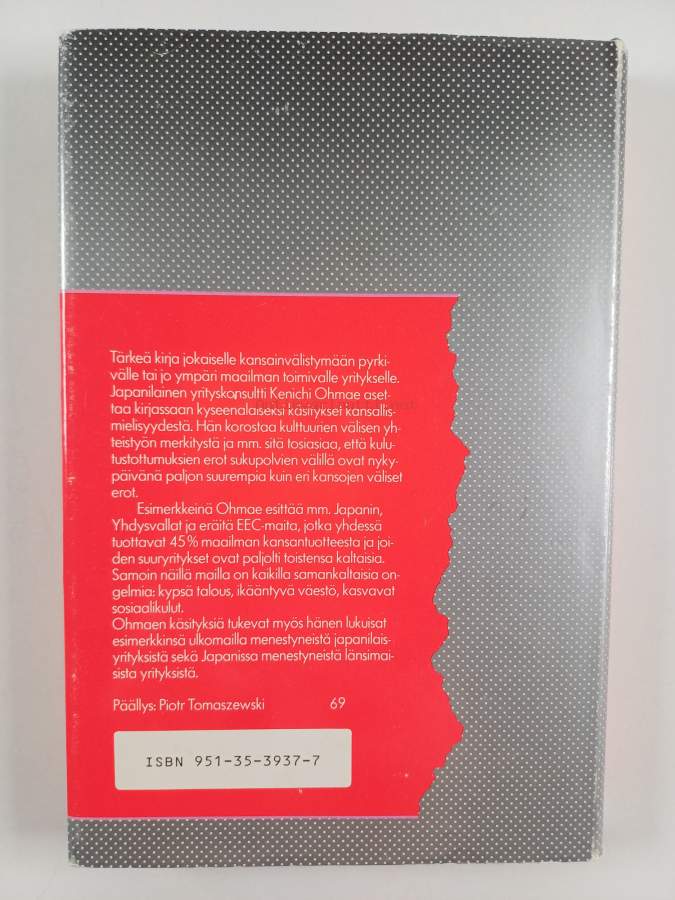 Tärkeä kirja jokaiselle kansainvälistymään pyrki-
välle tai jo ympäri maailman toimivalle yritykselle.
Japanilainen yrityskonsultti Kenichi Ohmae aset-
taa kirjassaan kyseenalaiseksi käsitykset kansallis-
mielisyydestä. Hän korostaa kulttuurien välisen yh-
teistyön merkitystä ja mm. sitä tosiasiaa, että kulu-
tustottumuksien erot sukupolvien välillä ovat nyky-
päivänä paljon suurempia kuin eri kansojen väliset
erot.
Esimerkkeinä Ohmae esittää mm. Japanin,
Yhdysvallat ja eräitä EEC-maita, jotka yhdessä
tuottavat 45% maailman kansantuotteesta ja joi-
den suuryritykset ovat paljolti toistensa kaltaisia.
Samoin näillä mailla on kaikilla samankaltaisia on-
gelmia: kypsä talous, ikääntyvä väestö, kasvavat
sosiaalikulut.
Ohmaen käsityksiä tukevat myös hänen lukuisat
esimerkkinsä ulkomailla menestyneistä japanilais-
yrityksistä sekä Japanissa menestyneistä länsimai-
sista yrityksistä.
Päällys: Piotr Tomaszewski 69
ISBN 951-35-3937-7